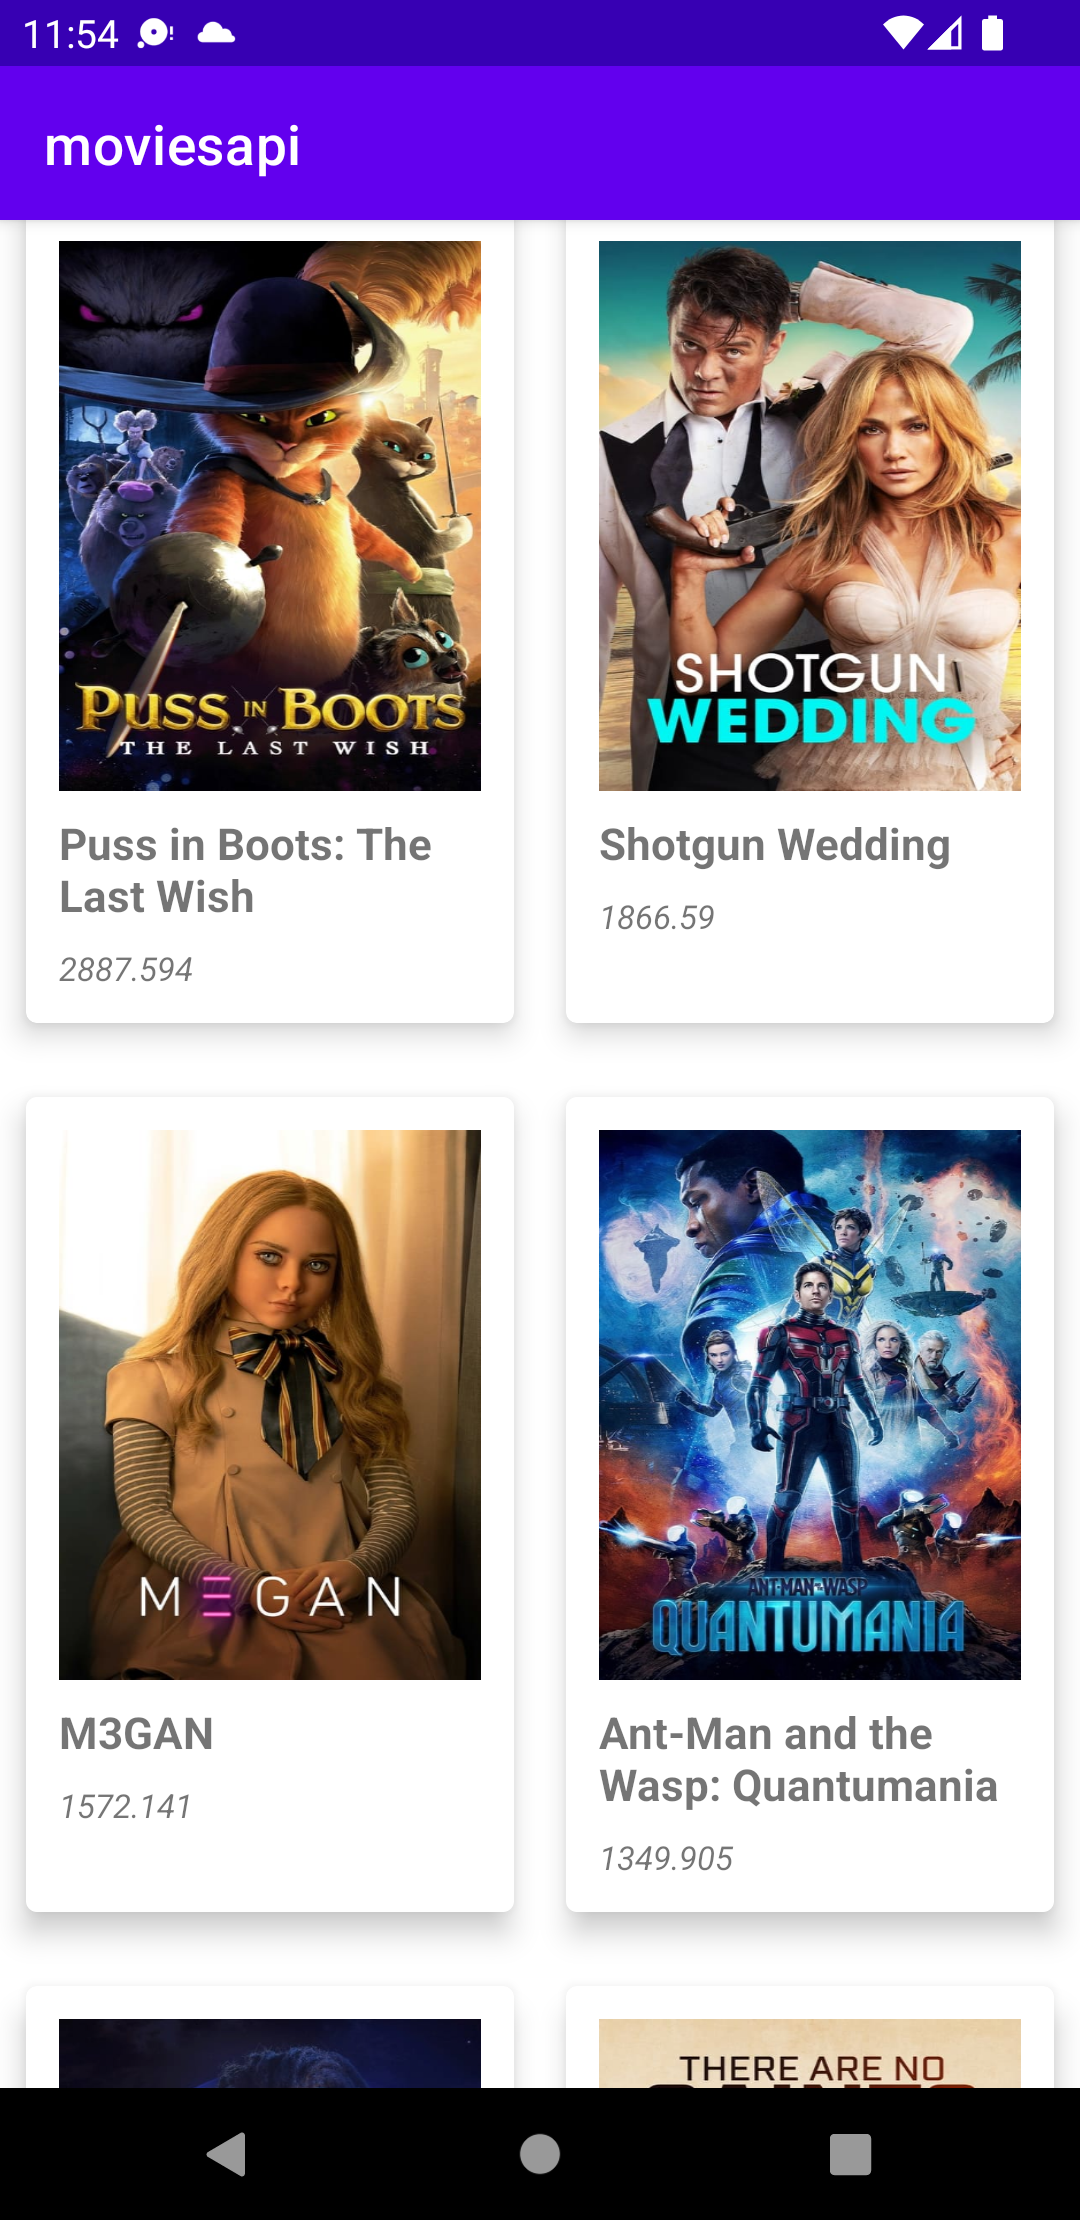 11:54
moviesapi
PUSS IN BOOTS
THE LAST WISH
SHOTGUN
WEDDING
Puss in Boots: The
Last Wish
2887.594
Shotgun Wedding
1866.59
MΞGAN
ANT-MAN AND THE WASP
QUANTUMANIA
M3GAN
1572.141
Ant-Man and the
Wasp: Quantumania
1349.905
THERE ARE NO